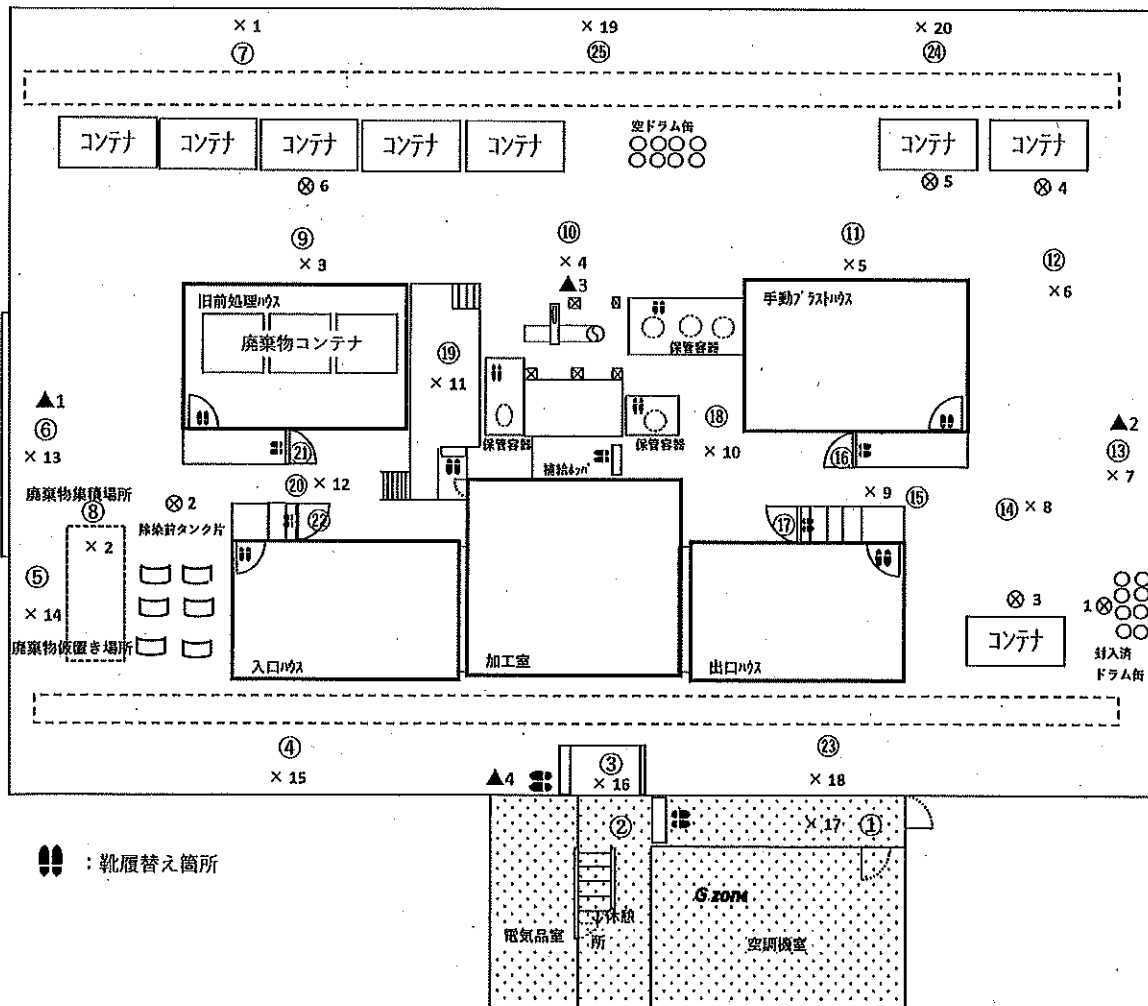 × 1
× 19
× 20
⑦
㉕
㉔
コンテナ
コンテナ
コンテナ
コンテナ
コンテナ
空ドラム缶
コンテナ
コンテナ
⊗ 6
⊗ 5
⊗ 4
⑨
⑩
⑪
⑫
× 3
× 4
× 5
× 6
▲3
旧前処理ハウス
手動ブラストハウス
廃棄物コンテナ
保管容器
⑲
× 11
▲1
⑥
× 13
⑱
× 10
▲2
⑬
× 7
保管容器
保管容器
㉑
⑯
補給ホッパ
廃棄物集積場所
⑳ × 12
× 9 ⑮
⑧
⊗ 2
除染前タンク片
㉒
⑰
⑭ × 8
× 2
⑤
× 14
⊗ 3
1 ⊗
コンテナ
廃棄物仮置き場所
封入済
ドラム缶
入口ハウス
加工室
出口ハウス
④
③
㉓
× 15
▲4
× 16
× 18
②
× 17
①
:靴履替え箇所
G zone
休憩
所
電気品室
空調機室